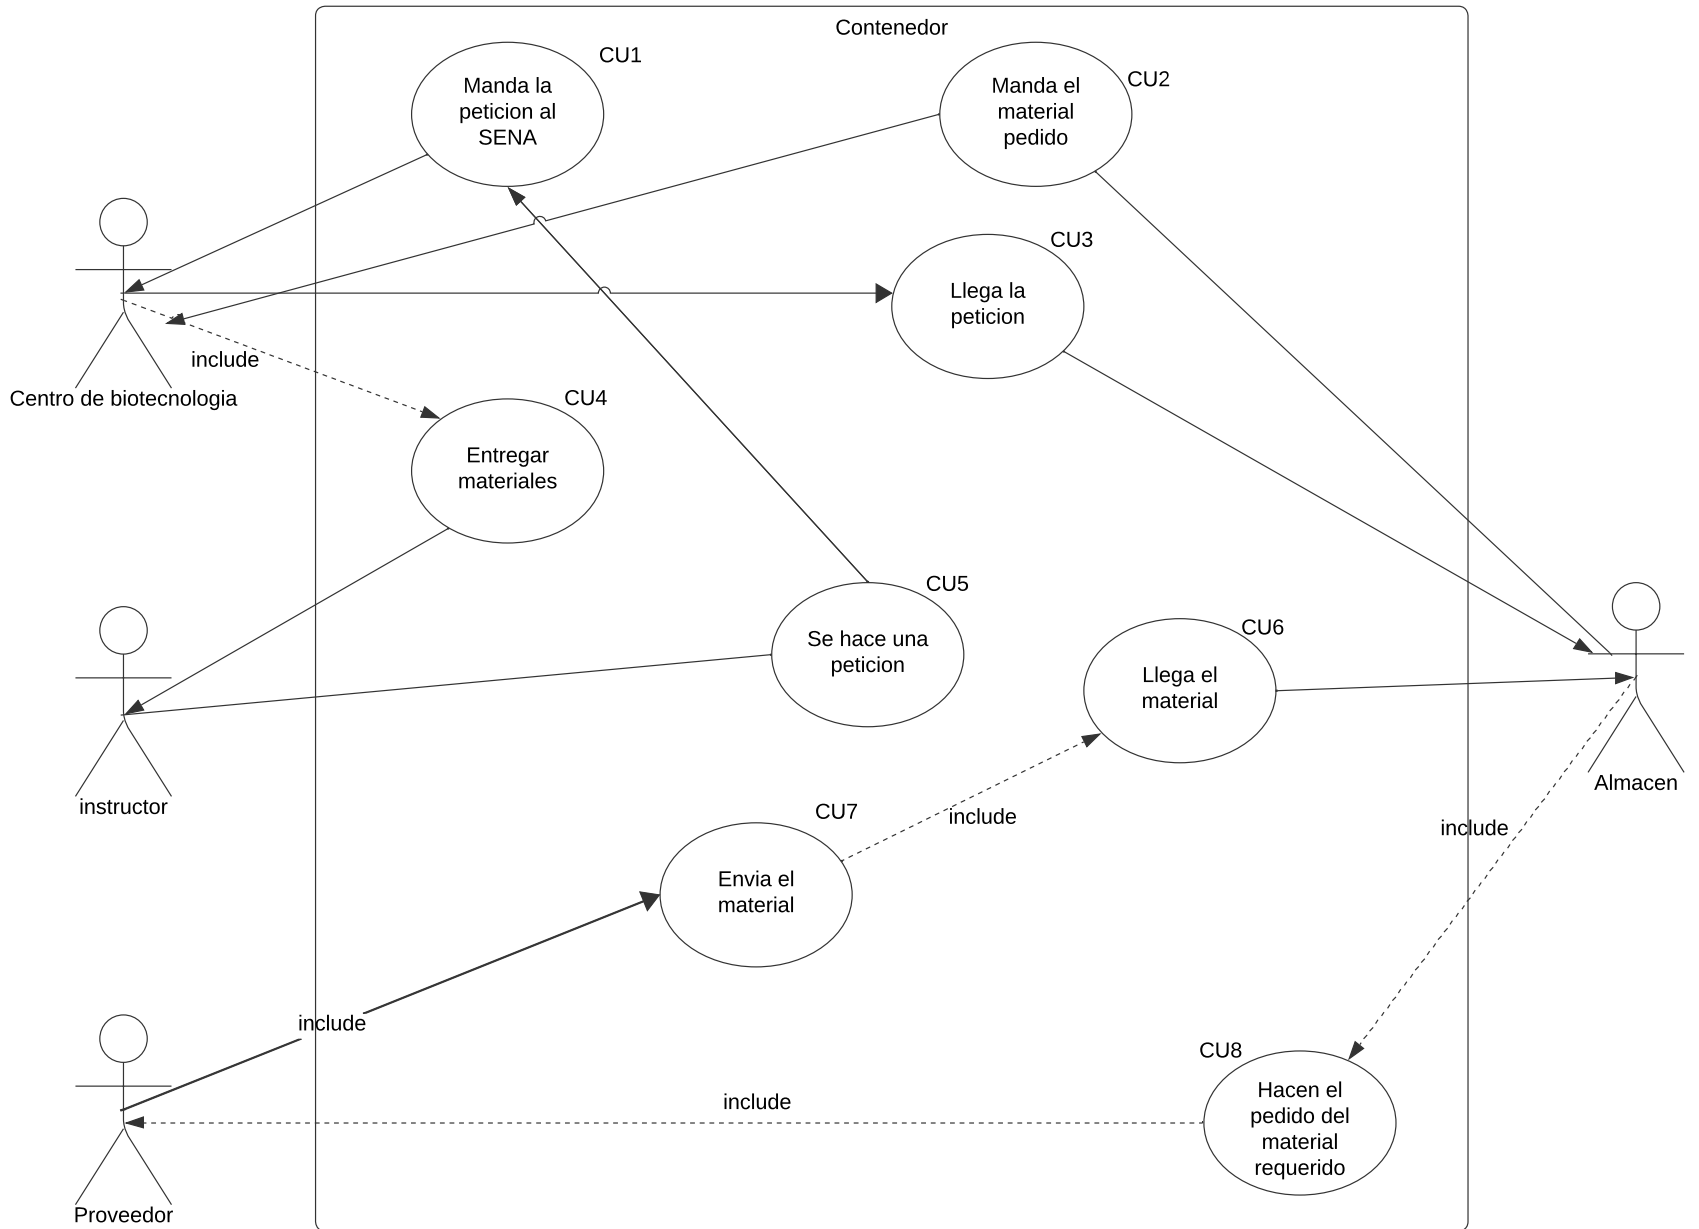 Contenedor
CU1
Manda la
peticion al
SENA
CU2
Manda el
material
pedido
CU3
Llega la
peticion
include
Centro de biotecnologia
CU4
Entregar
materiales
CU5
Se hace una
peticion
CU6
Llega el
material
instructor
Almacen
CU7
Envia el
material
include
include
include
CU8
Hacen el
pedido del
material
requerido
include
Proveedor